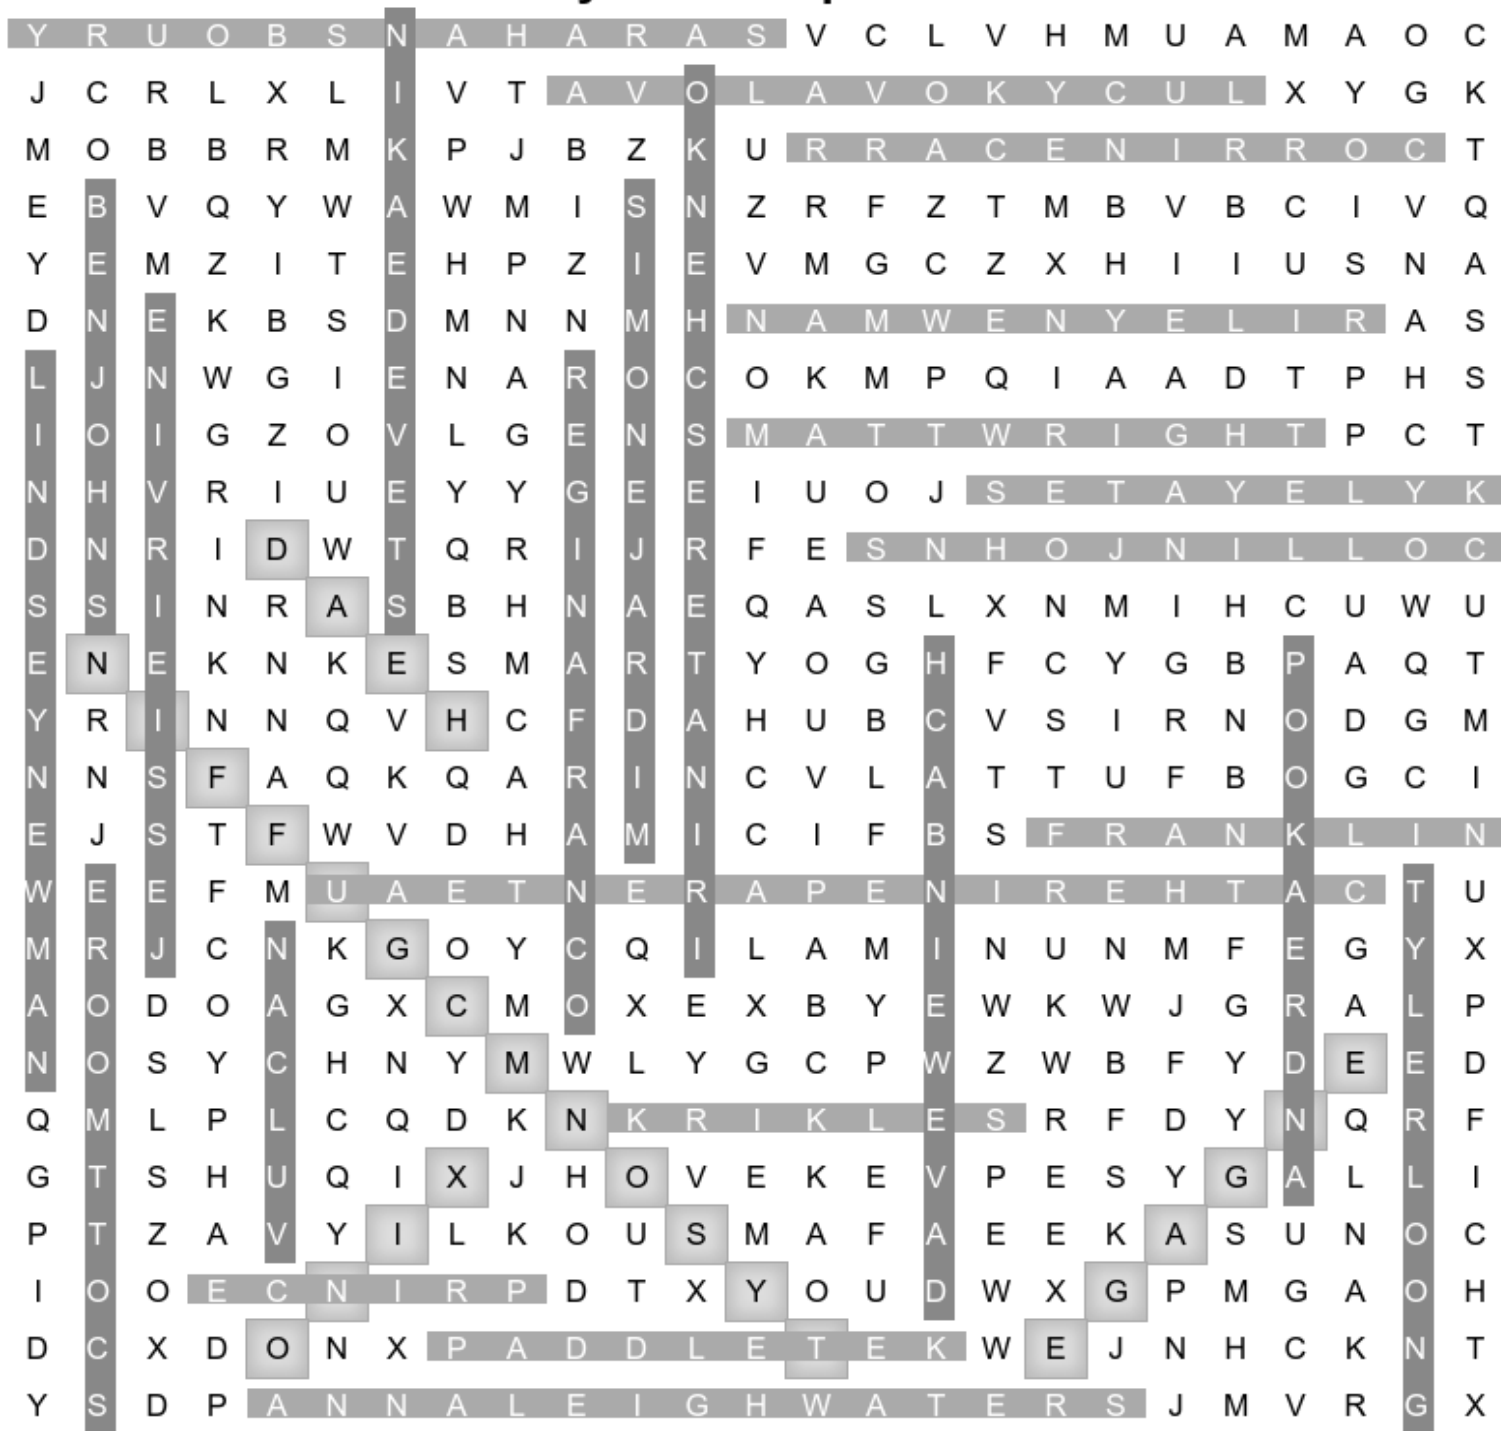 Y R U O B S N A H A R A S V C L V H M U A M A O C
J C R L X L I V T A V O L A V O K Y C U L X Y G K
M O B B R M K P J B Z K U R R A C E N I R R O C T
E B V Q Y W A W M I S N Z R F Z T M B V B C I V Q
Y E M Z I T E H P Z I E V M G C Z X H I I U S N A
D N E K B S D M N N M H N A M W E N Y E L I R A S
L J N W G I E N A R O C O K M P Q I A A D T P H S
I O I G Z O V L G E N S M A T T W R I G H T P C T
N H V R I U E Y Y G E E I U O J S E T A Y E L Y K
D N R I D W T Q R I J R F E S N H O J N I L L O C
S S I N R A S B H N A E Q A S L X N M I H C U W U
E N E K N K E S M A R T Y O G H F C Y G B P A Q T
Y R I N N Q V H C F D A H U B C V S I R N O D G M
N N S F A Q K Q A R I N C V L A T T U F B O G C I
E J S T F W V D H A M I C I F B S F R A N K L I N
W E E F M U A E T N E R A P E N I R E H T A C T U
M R J C N K G O Y C Q I L A M I N U N M F E G Y X
A O D O A G X C M O X E X B Y E W K W J G R A L P
N O S Y C H N Y M W L Y G C P W Z W B F Y D E E D
Q M L P L C Q D K N K R I K L E S R F D Y N Q R F
G T S H U Q I X J H O V E K E V P E S Y G A L L I
P T Z A V Y I L K O U S M A F A E E K A S U N O C
I O O E C N I R P D T X Y O U D W X G P M G A O H
D C X D O N X P A D D L E T E K W E J N H C K N T
Y S D P A N N A L E I G H W A T E R S J M V R G X